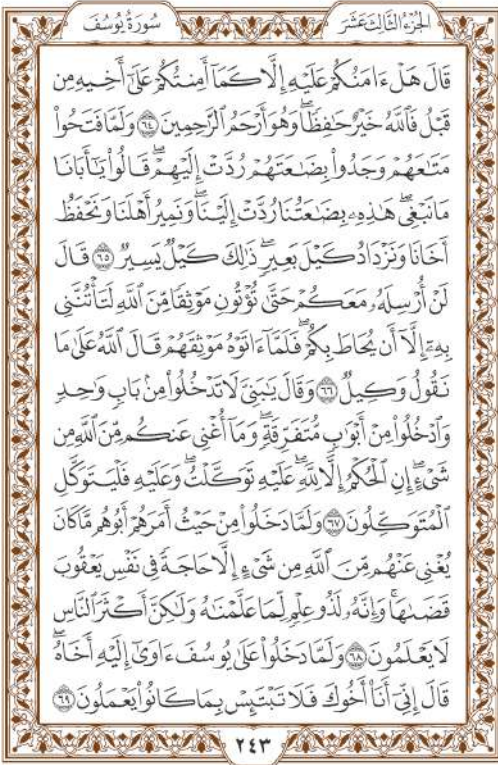 الجزء الثالث عشر
سورة يوسف
قَالَ هَلْ ءَامَنُكُمْ عَلَيْهِ إِلَّا كَمَآ أَمِنتُكُمْ عَلَىٰٓ أَخِيهِ مِن
قَبْلُ فَٱللَّهُ خَيْرٌ حَٰفِظًاۖ وَهُوَ أَرْحَمُ ٱلرَّٰحِمِينَ ٦٤ وَلَمَّا فَتَحُوا۟
مَتَٰعَهُمْ وَجَدُوا۟ بِضَٰعَتَهُمْ رُدَّتْ إِلَيْهِمْۖ قَالُوا۟ يَٰٓأَبَانَا
مَا نَبْغِىۖ هَٰذِهِۦ بِضَٰعَتُنَا رُدَّتْ إِلَيْنَاۖ وَنَمِيرُ أَهْلَنَا وَنَحْفَظُ
أَخَانَا وَنَزْدَادُ كَيْلَ بَعِيرٍۖ ذَٰلِكَ كَيْلٌ يَسِيرٌ ٦٥ قَالَ
لَنْ أُرْسِلَهُۥ مَعَكُمْ حَتَّىٰ تُؤْتُونِ مَوْثِقًا مِّنَ ٱللَّهِ لَتَأْتُنَّنِى
بِهِۦٓ إِلَّآ أَن يُحَاطَ بِكُمْۖ فَلَمَّآ ءَاتَوْهُ مَوْثِقَهُمْ قَالَ ٱللَّهُ عَلَىٰ مَا
نَقُولُ وَكِيلٌ ٦٦ وَقَالَ يَٰبَنِىَّ لَا تَدْخُلُوا۟ مِنۢ بَابٍ وَٰحِدٍ
وَٱدْخُلُوا۟ مِنْ أَبْوَٰبٍ مُّتَفَرِّقَةٍۖ وَمَآ أُغْنِى عَنكُم مِّنَ ٱللَّهِ مِن
شَىْءٍۖ إِنِ ٱلْحُكْمُ إِلَّا لِلَّهِۖ عَلَيْهِ تَوَكَّلْتُۖ وَعَلَيْهِ فَلْيَتَوَكَّلِ
ٱلْمُتَوَكِّلُونَ ٦٧ وَلَمَّا دَخَلُوا۟ مِنْ حَيْثُ أَمَرَهُمْ أَبُوهُم مَّا كَانَ
يُغْنِى عَنْهُم مِّنَ ٱللَّهِ مِن شَىْءٍ إِلَّا حَاجَةً فِى نَفْسِ يَعْقُوبَ
قَضَىٰهَاۚ وَإِنَّهُۥ لَذُو عِلْمٍ لِّمَا عَلَّمْنَٰهُ وَلَٰكِنَّ أَكْثَرَ ٱلنَّاسِ
لَا يَعْلَمُونَ ٦٨ وَلَمَّا دَخَلُوا۟ عَلَىٰ يُوسُفَ ءَاوَىٰٓ إِلَيْهِ أَخَاهُۖ
قَالَ إِنِّىٓ أَنَا۠ أَخُوكَ فَلَا تَبْتَئِسْ بِمَا كَانُوا۟ يَعْمَلُونَ ٦٩
٢٤٣